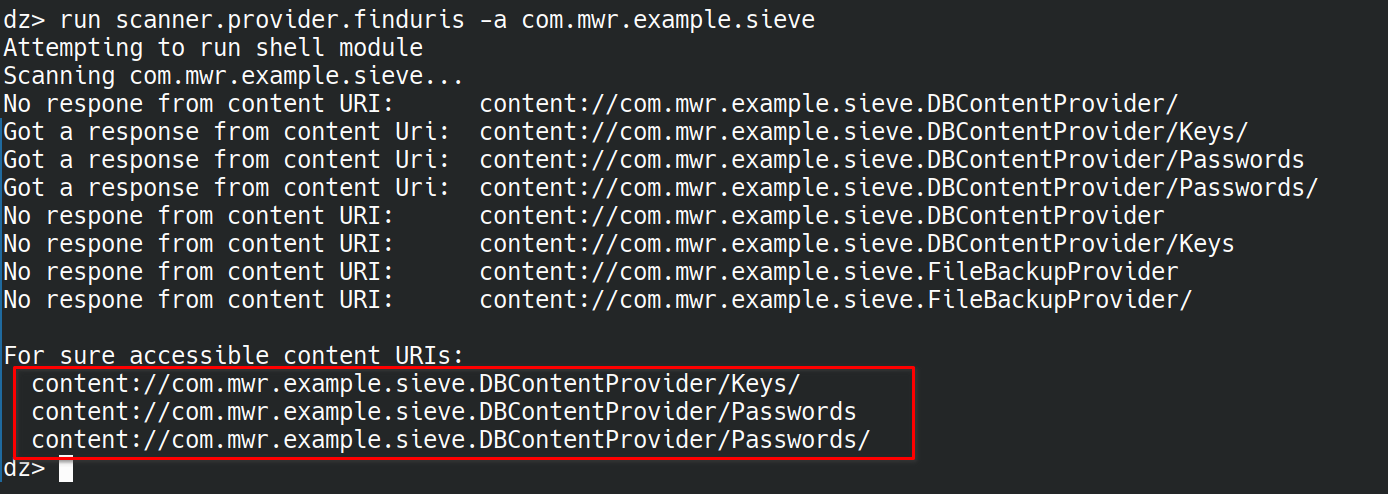 dz> run scanner.provider.finduris -a com.mwr.example.sieve
Attempting to run shell module
Scanning com.mwr.example.sieve...
No respone from content URI:      content://com.mwr.example.sieve.DBContentProvider/
Got a response from content Uri:  content://com.mwr.example.sieve.DBContentProvider/Keys/
Got a response from content Uri:  content://com.mwr.example.sieve.DBContentProvider/Passwords
Got a response from content Uri:  content://com.mwr.example.sieve.DBContentProvider/Passwords/
No respone from content URI:      content://com.mwr.example.sieve.DBContentProvider
No respone from content URI:      content://com.mwr.example.sieve.DBContentProvider/Keys
No respone from content URI:      content://com.mwr.example.sieve.FileBackupProvider
No respone from content URI:      content://com.mwr.example.sieve.FileBackupProvider/

For sure accessible content URIs:
  content://com.mwr.example.sieve.DBContentProvider/Keys/
  content://com.mwr.example.sieve.DBContentProvider/Passwords
  content://com.mwr.example.sieve.DBContentProvider/Passwords/
dz>